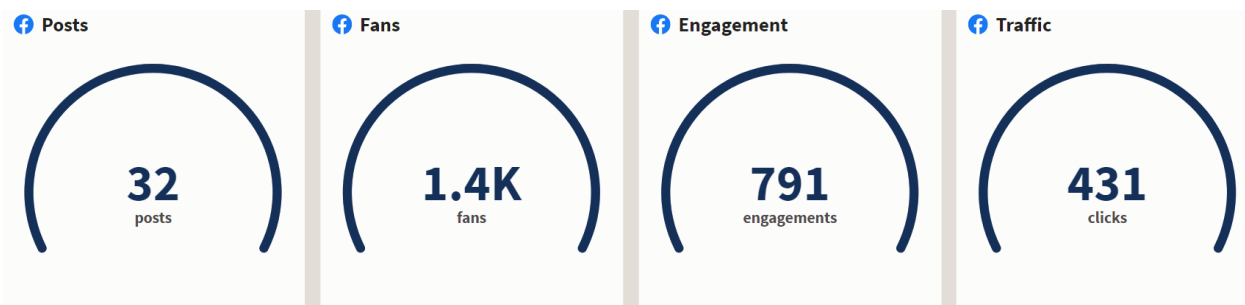 Posts
32
posts
Fans
1.4K
fans
Engagement
791
engagements
Traffic
431
clicks